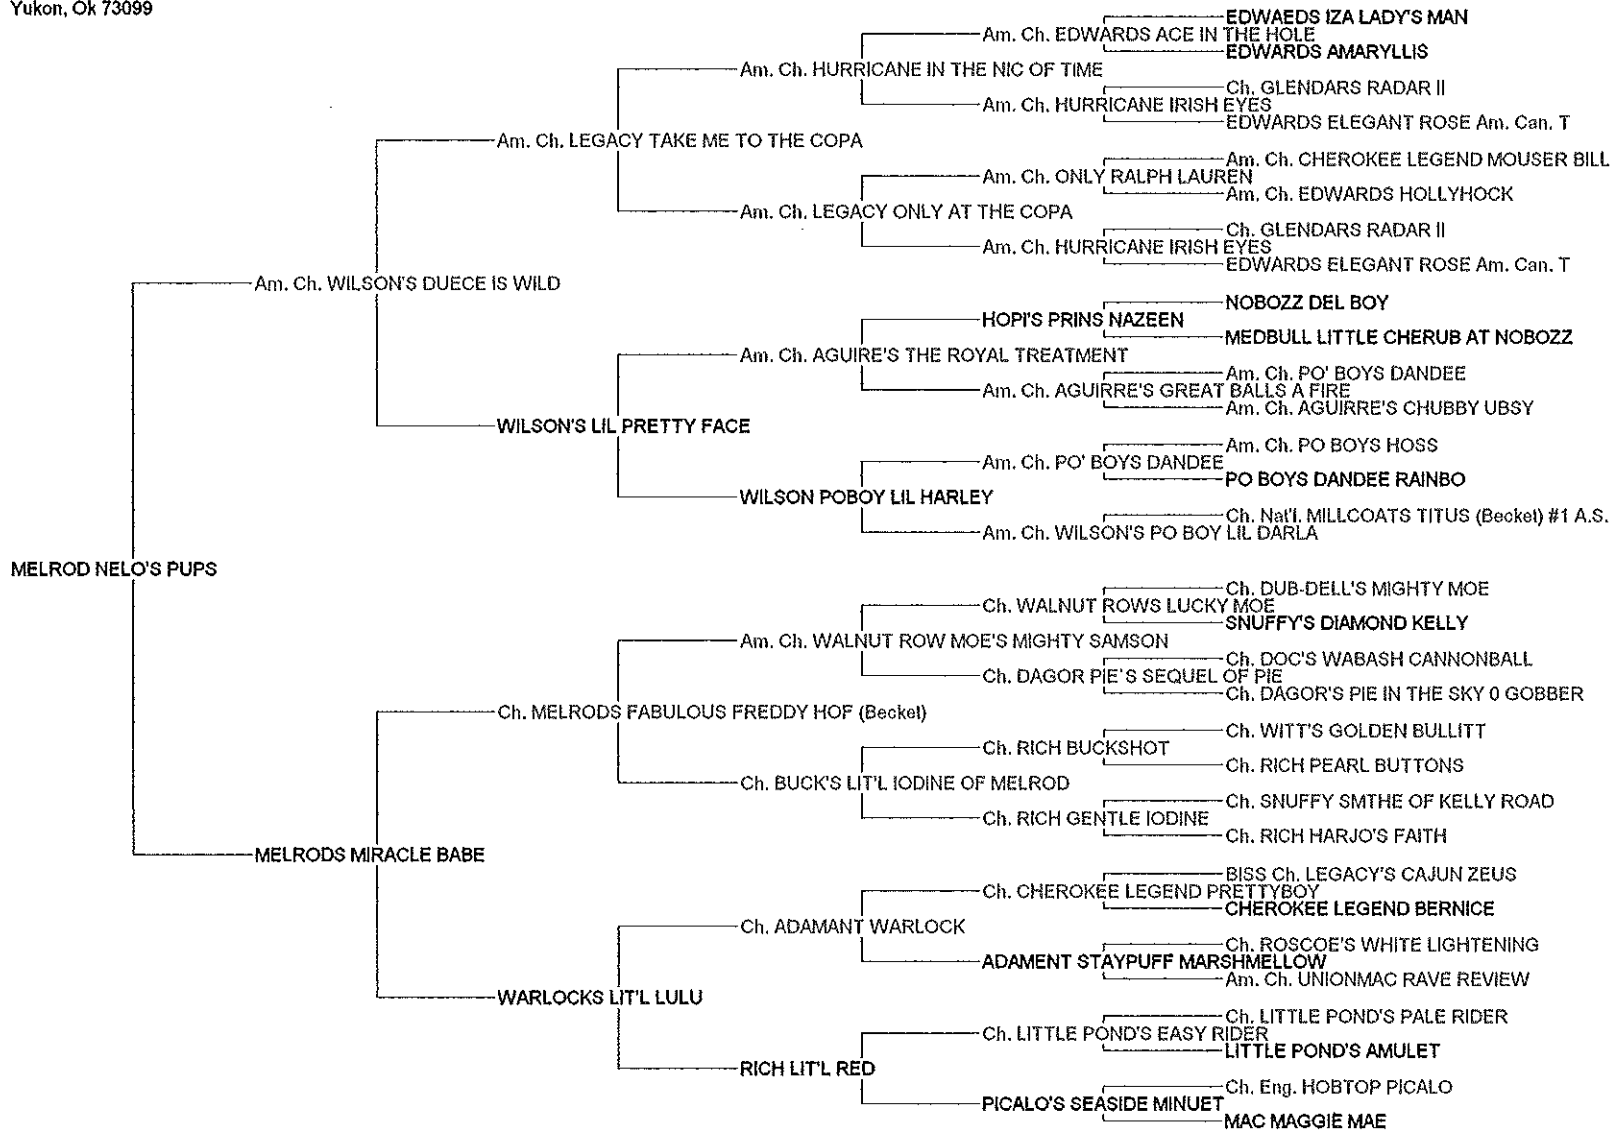 Yukon, Ok 73099
EDWAEDS IZA LADY'S MAN
Am. Ch. EDWARDS ACE IN THE HOLE
EDWARDS AMARYLLIS
Am. Ch. HURRICANE IN THE NIC OF TIME
Ch. GLENDARS RADAR II
Am. Ch. HURRICANE IRISH EYES
EDWARDS ELEGANT ROSE Am. Can. T
Am. Ch. LEGACY TAKE ME TO THE COPA
Am. Ch. CHEROKEE LEGEND MOUSER BILL
Am. Ch. ONLY RALPH LAUREN
Am. Ch. EDWARDS HOLLYHOCK
Am. Ch. LEGACY ONLY AT THE COPA
Ch. GLENDARS RADAR II
Am. Ch. HURRICANE IRISH EYES
EDWARDS ELEGANT ROSE Am. Can. T
Am. Ch. WILSON'S DUECE IS WILD
NOBOZZ DEL BOY
HOPI'S PRINS NAZEEN
MEDBULL LITTLE CHERUB AT NOBOZZ
Am. Ch. AGUIRE'S THE ROYAL TREATMENT
Am. Ch. PO' BOYS DANDEE
Am. Ch. AGUIRRE'S GREAT BALLS A FIRE
Am. Ch. AGUIRRE'S CHUBBY UBSY
WILSON'S LIL PRETTY FACE
Am. Ch. PO BOYS HOSS
Am. Ch. PO' BOYS DANDEE
PO BOYS DANDEE RAINBO
WILSON POBOY LIL HARLEY
Ch. Nat'l. MILLCOATS TITUS (Beckel) #1 A.S.
Am. Ch. WILSON'S PO BOY LIL DARLA
MELROD NELO'S PUPS
Ch. DUB-DELL'S MIGHTY MOE
Ch. WALNUT ROWS LUCKY MOE
SNUFFY'S DIAMOND KELLY
Am. Ch. WALNUT ROW MOE'S MIGHTY SAMSON
Ch. DOC'S WABASH CANNONBALL
Ch. DAGOR PIE'S SEQUEL OF PIE
Ch. DAGOR'S PIE IN THE SKY 0 GOBBER
Ch. MELRODS FABULOUS FREDDY HOF (Beckel)
Ch. WITT'S GOLDEN BULLITT
Ch. RICH BUCKSHOT
Ch. RICH PEARL BUTTONS
Ch. BUCK'S LIT'L IODINE OF MELROD
Ch. SNUFFY SMTHE OF KELLY ROAD
Ch. RICH GENTLE IODINE
Ch. RICH HARJO'S FAITH
MELRODS MIRACLE BABE
BISS Ch. LEGACY'S CAJUN ZEUS
Ch. CHEROKEE LEGEND PRETTYBOY
CHEROKEE LEGEND BERNICE
Ch. ADAMANT WARLOCK
Ch. ROSCOE'S WHITE LIGHTENING
ADAMENT STAYPUFF MARSHMELLOW
Am. Ch. UNIONMAC RAVE REVIEW
WARLOCKS LIT'L LULU
Ch. LITTLE POND'S PALE RIDER
Ch. LITTLE POND'S EASY RIDER
LITTLE POND'S AMULET
RICH LIT'L RED
Ch. Eng. HOBTOP PICALO
PICALO'S SEASIDE MINUET
MAC MAGGIE MAE